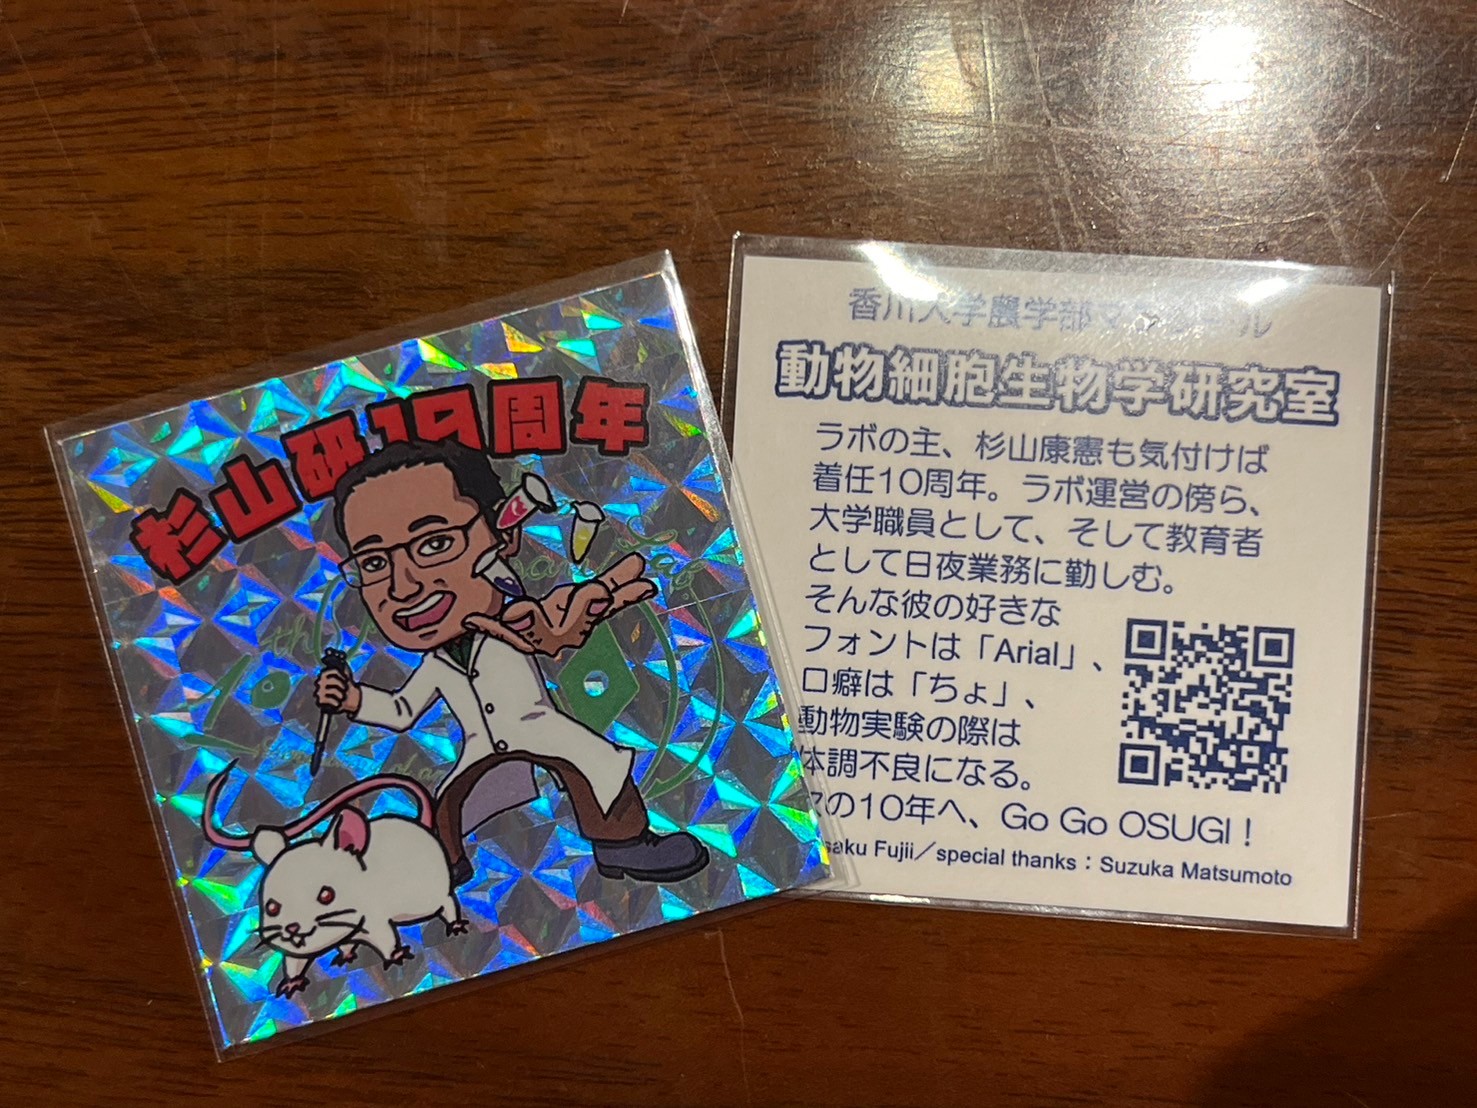 杉山研10周年
10th
香川大学農学部
動物細胞生物学研究室
ラボの主、杉山康憲も気付けば
着任10周年。ラボ運営の傍ら、
大学職員として、そして教育者
として日夜業務に勤しむ。
そんな彼の好きな
フォントは「Arial」、
口癖は「ちょ」、
動物実験の際は
体調不良になる。
の10年へ、Go Go OSUGI！
Fujii／special thanks：Suzuka Matsumoto